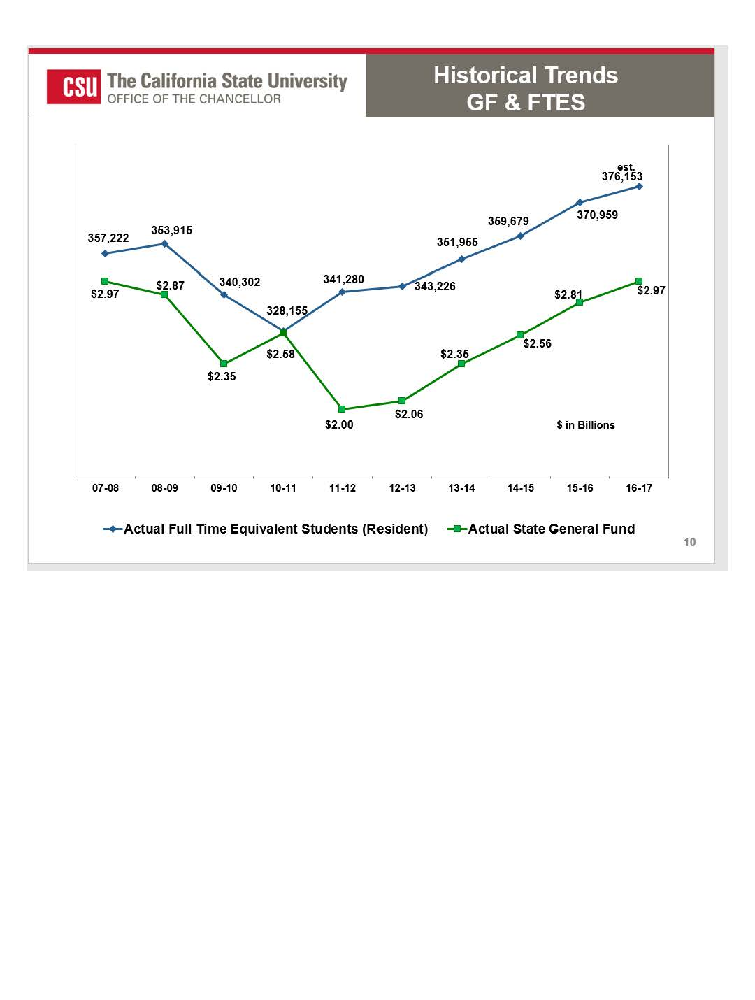 CSU The California State University
OFFICE OF THE CHANCELLOR
Historical Trends
GF & FTES
est.
376,153
357,222
353,915
340,302
328,155
341,280
343,226
351,955
359,679
370,959
$2.97
$2.87
$2.35
$2.58
$2.00
$2.06
$2.35
$2.56
$2.81
$2.97
$ in Billions
07-08 08-09 09-10 10-11 11-12 12-13 13-14 14-15 15-16 16-17
Actual Full Time Equivalent Students (Resident) Actual State General Fund
10